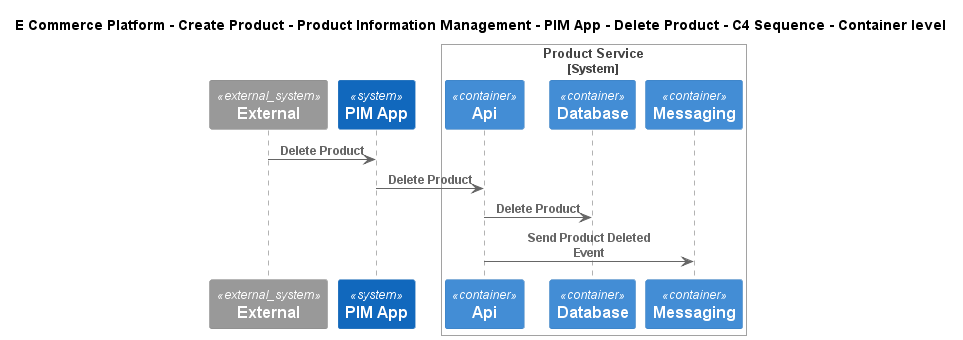 E Commerce Platform - Create Product - Product Information Management - PIM App - Delete Product - C4 Sequence - Container level
Product Service
[System]
«external_system»
External
«system»
PIM App
«container»
Api
«container»
Database
«container»
Messaging
Delete Product
Delete Product
Delete Product
Send Product Deleted
Event
«external_system»
External
«system»
PIM App
«container»
Api
«container»
Database
«container»
Messaging